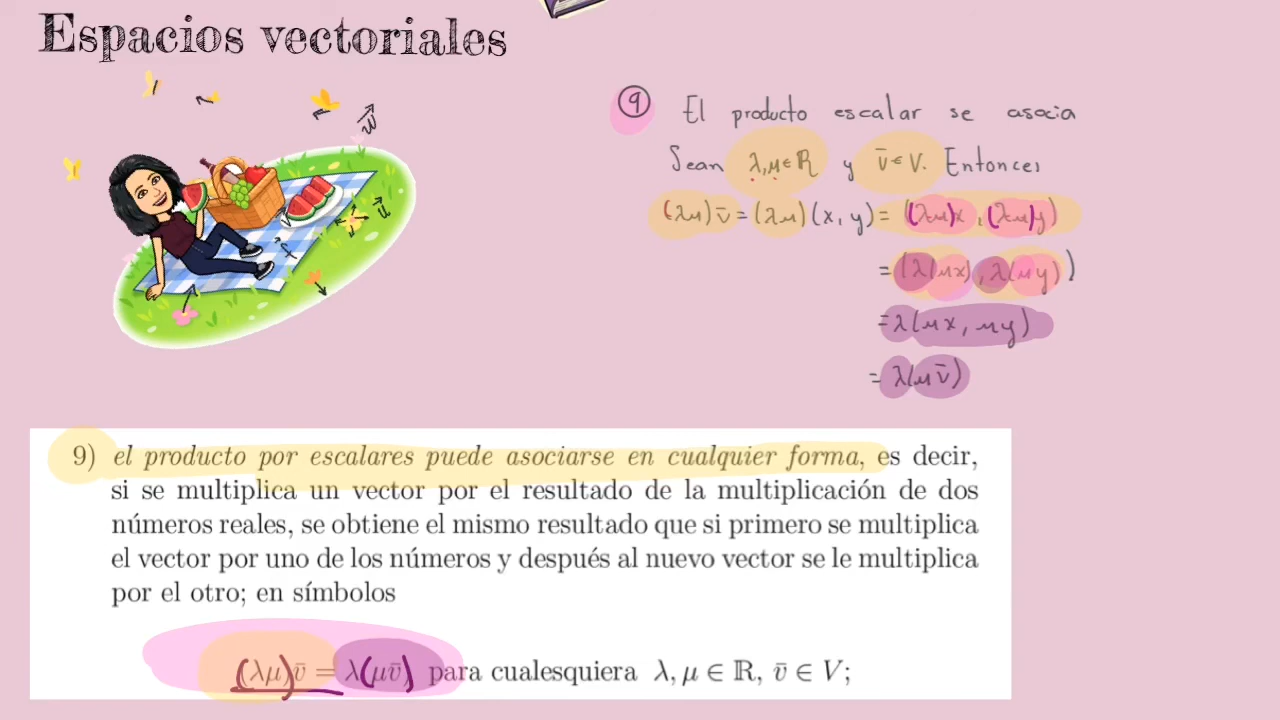 Espacios vectoriales
w⃗
u⃗
f
9 El producto escalar se asocia
Sean λ,μ∈ℝ y v̄∈V. Entonces
(λμ)v̄=(λμ)(x,y)=((λμ)x,(λμ)y)
=(λ(μx),λ(μy))
=λ(μx,μy)
=λ(μv̄)
9) el producto por escalares puede asociarse en cualquier forma, es decir,
si se multiplica un vector por el resultado de la multiplicación de dos
números reales, se obtiene el mismo resultado que si primero se multiplica
el vector por uno de los números y después al nuevo vector se le multiplica
por el otro; en símbolos
(λμ)v̄ = λ(μv̄) para cualesquiera λ, μ ∈ ℝ, v̄ ∈ V;